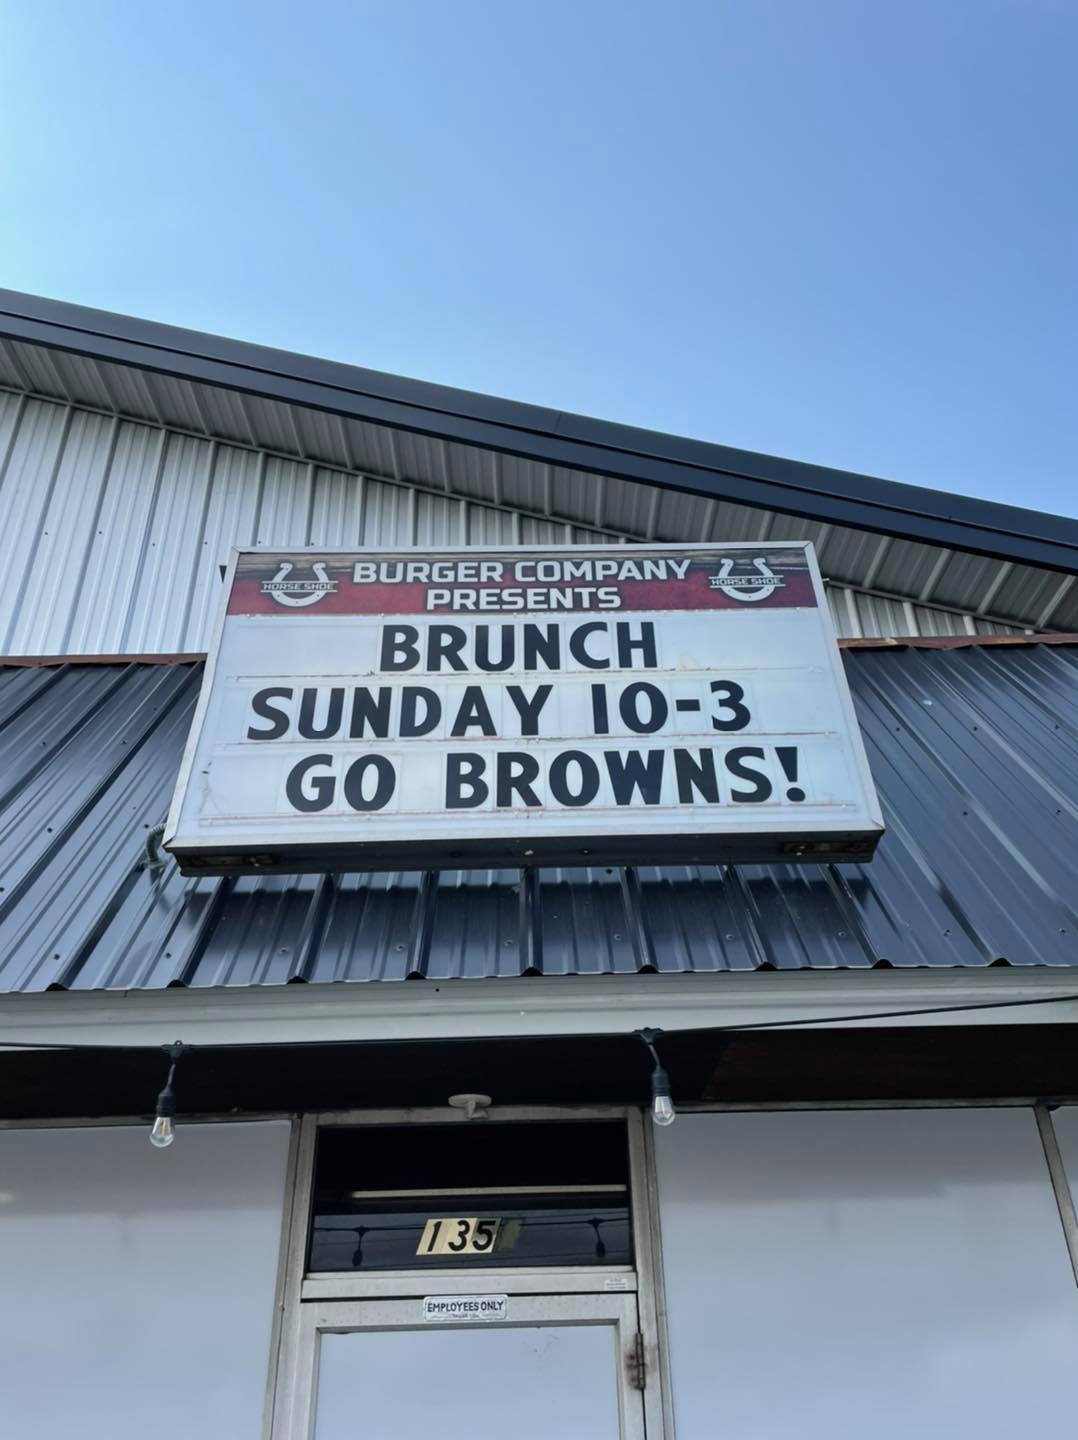 HORSE SHOE
BURGER COMPANY
PRESENTS
HORSE SHOE
BRUNCH
SUNDAY 10-3
GO BROWNS!
135
EMPLOYEES ONLY